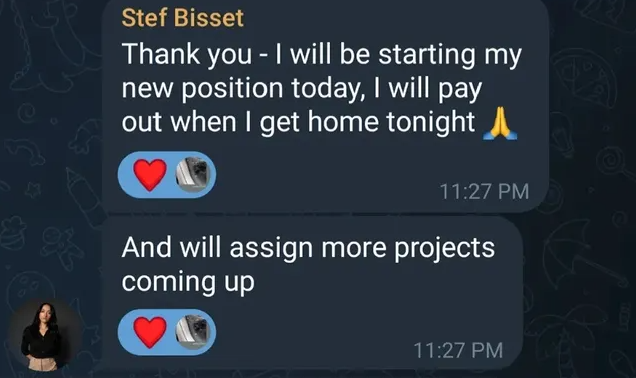 Stef Bisset
Thank you - I will be starting my
new position today, I will pay
out when I get home tonight 🙏
11:27 PM
And will assign more projects
coming up
11:27 PM